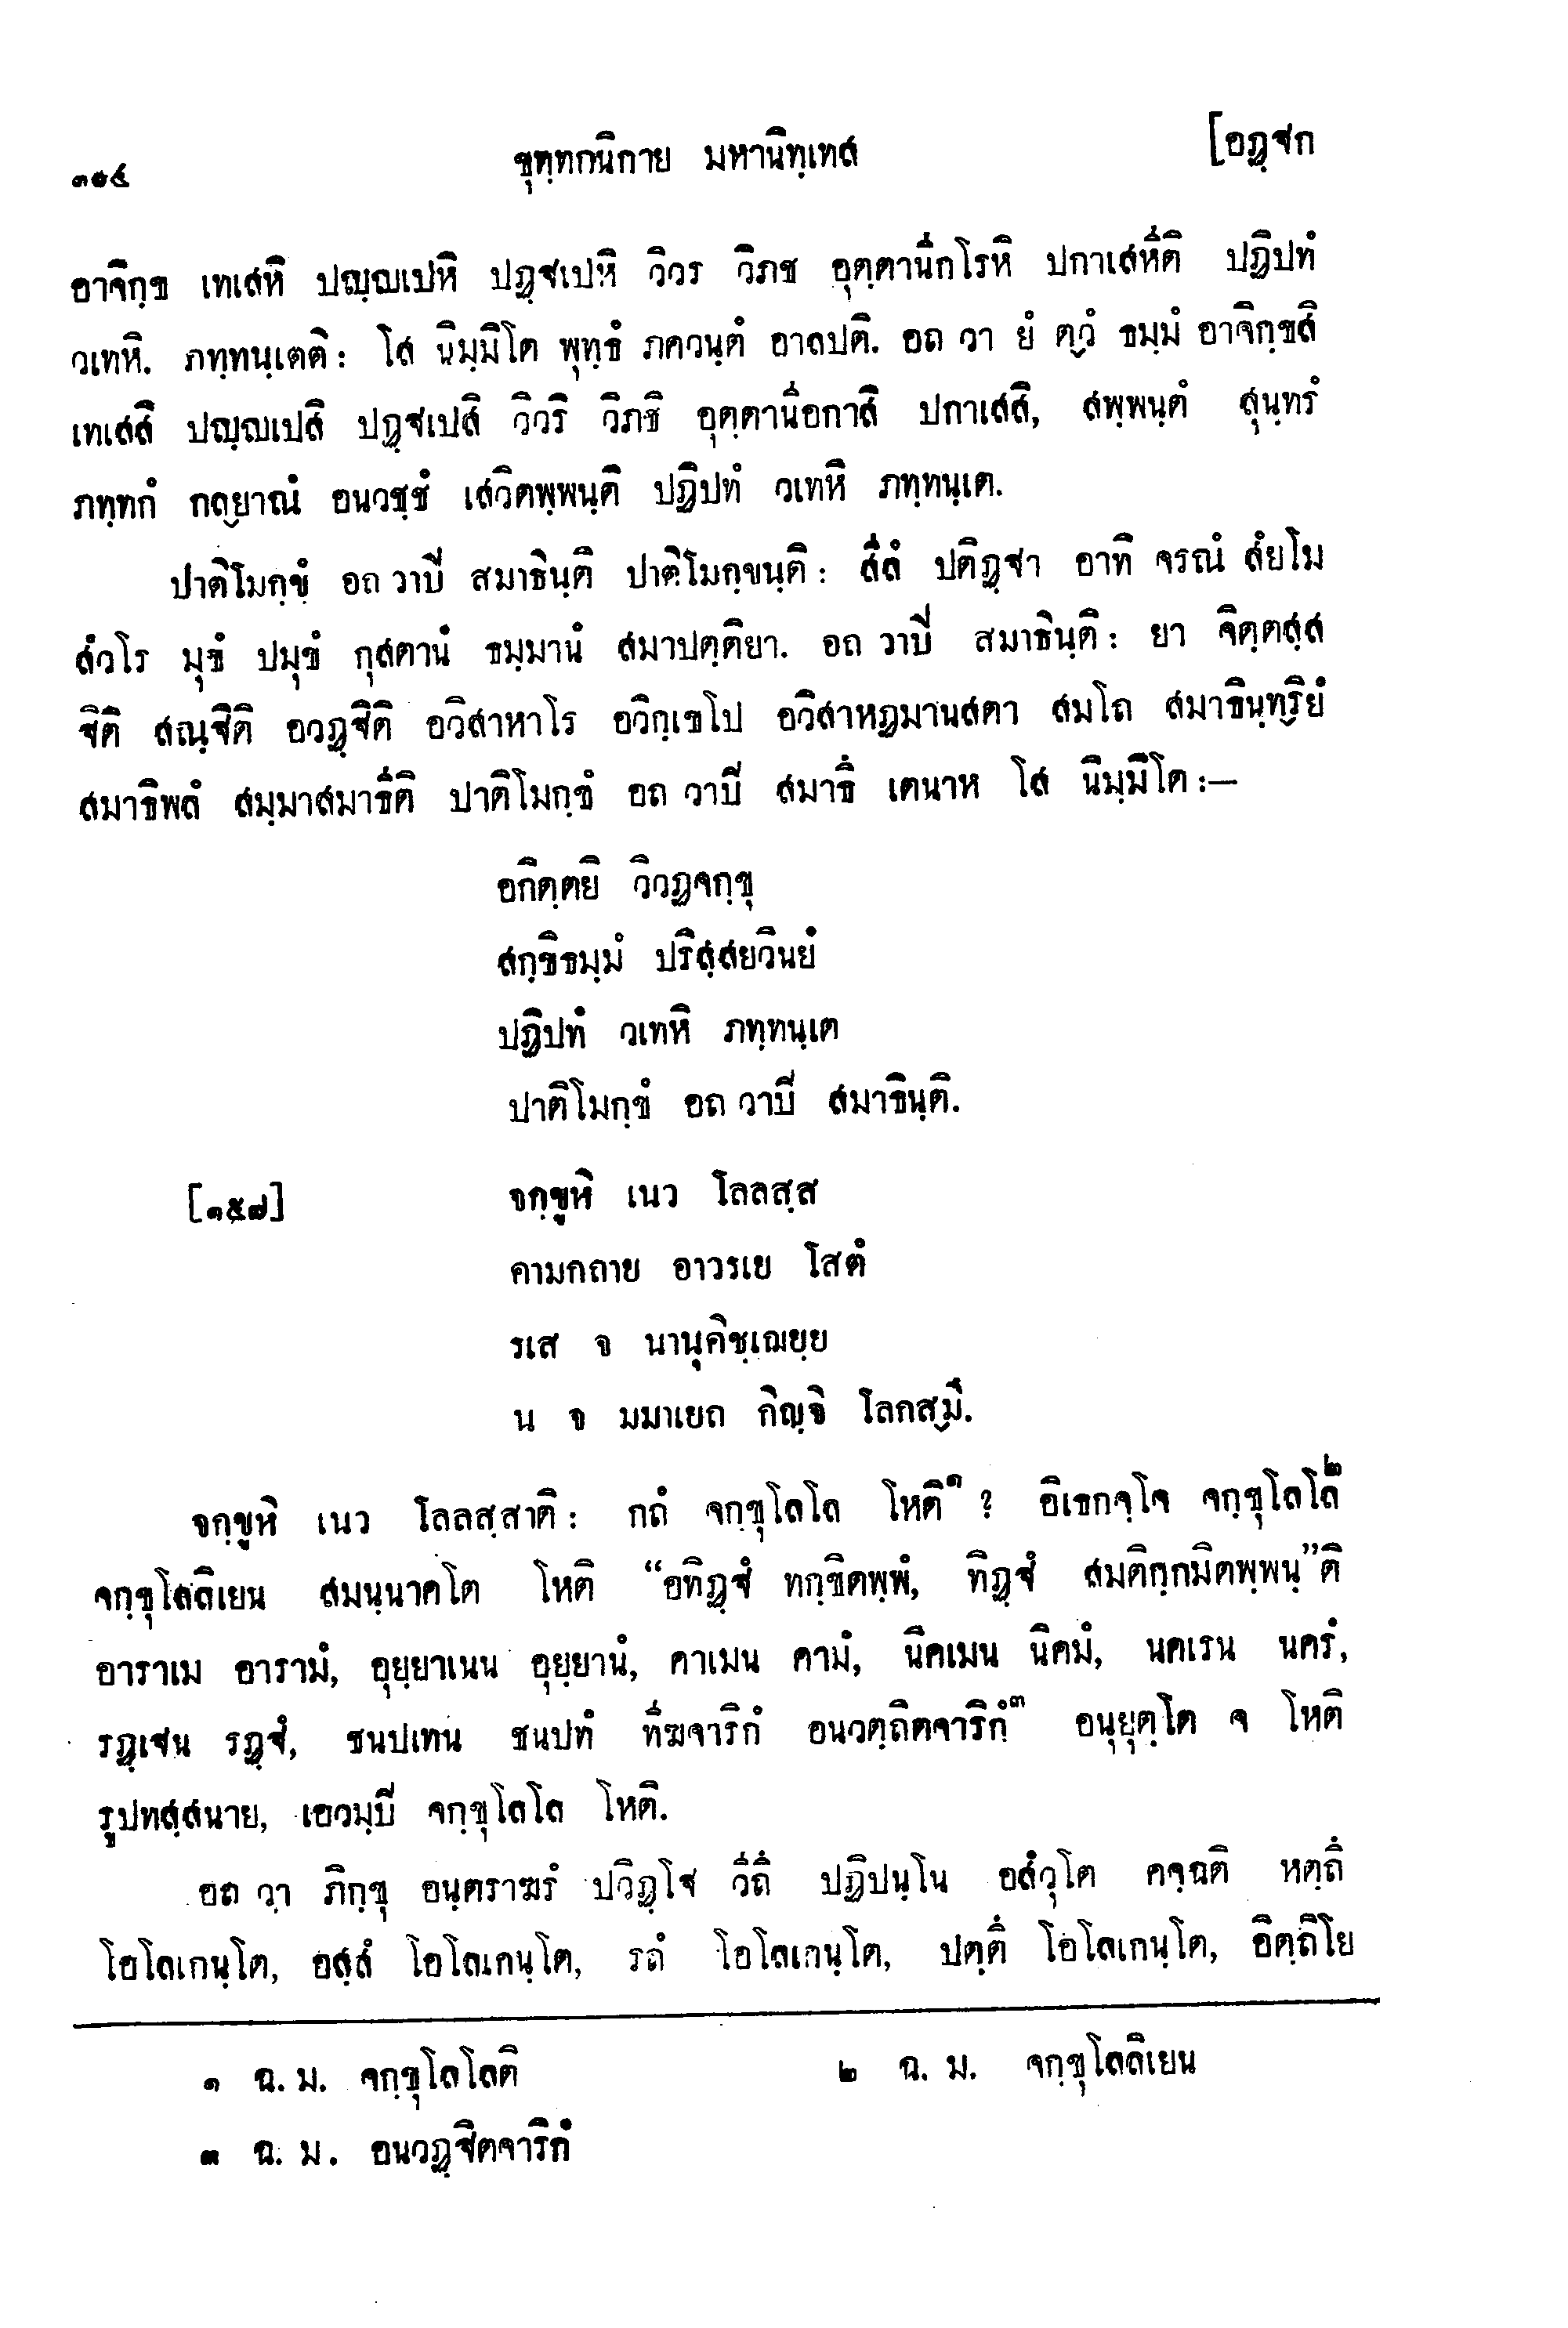 ๓๑๔ ขุทฺทกนิกาย มหานิทฺเทส [อฏฺฐก
อาจิกฺข เทเสหิ ปญฺญเปหิ ปฏฺฐเปหิ วิวร วิภช อุตฺตานีกโรหิ ปกาเสหีติ ปฏิปทํ
วเทหิ. ภทฺทนฺเตติ: โส นิมฺมิโต พุทฺธํ ภควนฺตํ อาลปติ. อถ วา ยํ ตฺวํ ธมฺมํ อาจิกฺขสิ
เทเสสิ ปญฺญเปสิ ปฏฺฐเปสิ วิวริ วิภชิ อุตฺตานีอกาสิ ปกาเสสิ, สพฺพนฺตํ สุนฺทรํ
ภทฺทกํ กลฺยาณํ อนวชฺชํ เสวิตพฺพนฺติ ปฏิปทํ วเทหิ ภทฺทนฺเต.
ปาติโมกฺขํ อถ วาปิ สมาธินฺติ ปาติโมกฺขนฺติ: สีลํ ปติฏฺฐา อาทิ จรณํ สํยโม
สํวโร มุขํ ปมุขํ กุสลานํ ธมฺมานํ สมาปตฺติยา. อถ วาปิ สมาธินฺติ: ยา จิตฺตสฺส
ฐิติ สณฺฐิติ อวฏฺฐิติ อวิสาหาโร อวิกฺเขโป อวิสาหฏมานสตา สมโถ สมาธินฺทฺริยํ
สมาธิพลํ สมฺมาสมาธีติ ปาติโมกฺขํ อถ วาปิ สมาธึ เตนาห โส นิมฺมิโต:—
อกิตฺตยิ วิวฏจกฺขุ
สกฺขิธมฺมํ ปริสฺสยวินยํ
ปฏิปทํ วเทหิ ภทฺทนฺเต
ปาติโมกฺขํ อถ วาปิ สมาธินฺติ.
[๑๕๗] จกฺขูหิ เนว โลลสฺส
คามกถาย อาวรเย โสตํ
รเส จ นานุคิชฺเฌยฺย
น จ มมาเยถ กิญฺจิ โลกสฺมึ.
จกฺขูหิ เนว โลลสฺสาติ: กถํ จกฺขุโลโล โหติ๑ ? อิเธกจฺโจ จกฺขุโลโลี๒
จกฺขุโลลิเยน สมนฺนาคโต โหติ “อทิฏฺฐํ ทกฺขิตพฺพํ, ทิฏฺฐํ สมติกฺกมิตพฺพนฺ”ติ
อาราเม อารามํ, อุยฺยาเนน อุยฺยานํ, คาเมน คามํ, นิคเมน นิคมํ, นคเรน นครํ,
รฏฺเฐน รฏฺฐํ, ชนปเทน ชนปทํ ทีฆจาริกํ อนวตฺถิตจาริกํ๓ อนุยุตฺโต จ โหติ
รูปทสฺสนาย, เอวมฺปิ จกฺขุโลโล โหติ.
อถ วา ภิกฺขุ อนฺตราฆรํ ปวิฏฺโฐ วีถึ ปฏิปนฺโน อสํวุโต คจฺฉติ หตฺถึ
โอโลเกนฺโต, อสฺสํ โอโลเกนฺโต, รถํ โอโลเกนฺโต, ปตฺตึ โอโลเกนฺโต, อิตฺถิโย
๑ ฉ. ม. จกฺขุโลโลติ ๒ ฉ. ม. จกฺขุโลลิเยน
๓ ฉ. ม. อนวฏฺฐิตจาริกํ